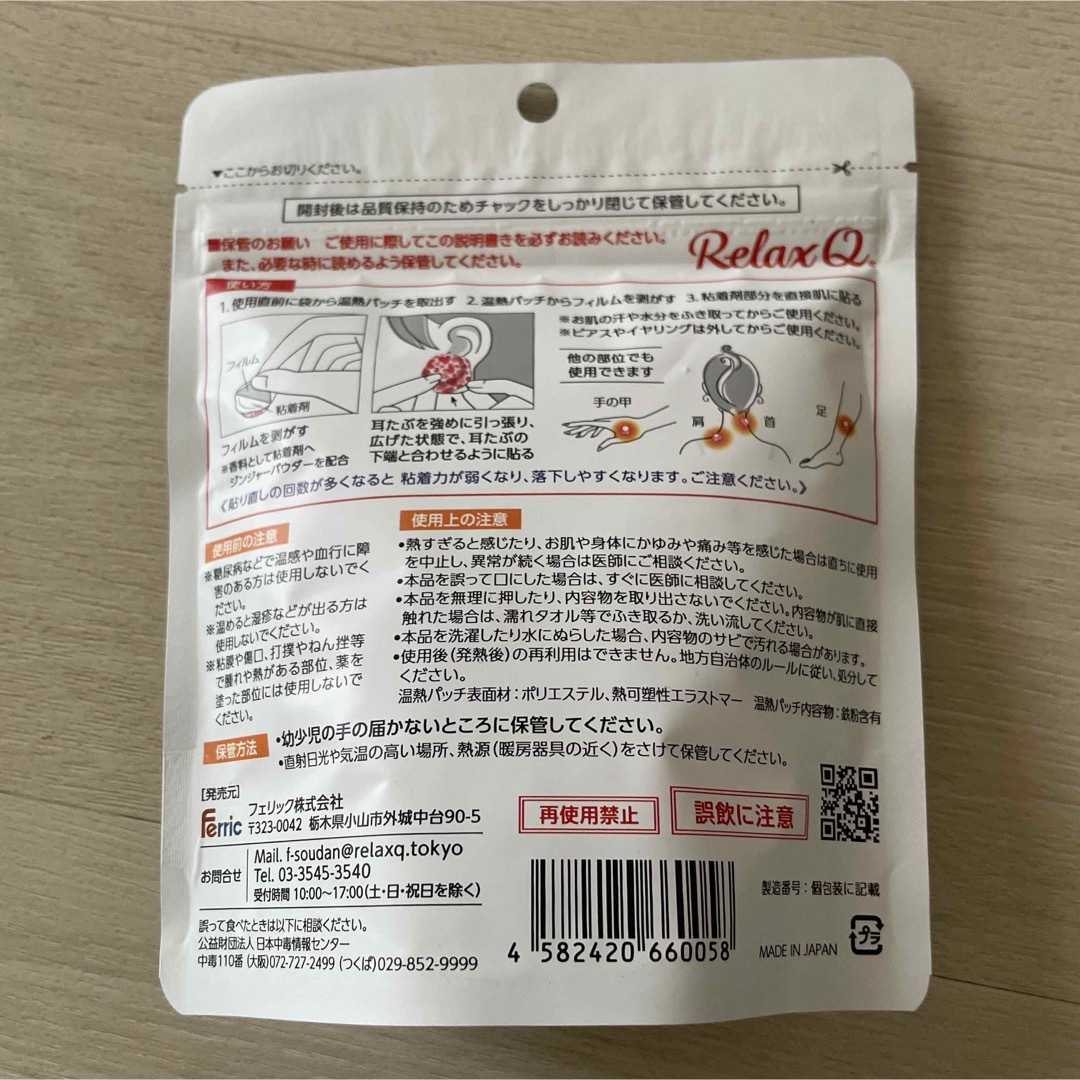 ▼ここからお切りください。
開封後は品質保持のためチャックをしっかり閉じて保管してください。
■保管のお願い ご使用に際してこの説明書きを必ずお読みください。
また、必要な時に読めるよう保管してください。
Relax Q.
使い方
1. 使用直前に袋から温熱パッチを取出す 2. 温熱パッチからフィルムを剥がす 3. 粘着剤部分を直接肌に貼る
※お肌の汗や水分をふき取ってからご使用ください。
※ピアスやイヤリングは外してからご使用ください。
フィルム
粘着剤
フィルムを剥がす
※香料として粘着剤へ
ジンジャーパウダーを配合
耳たぶを強めに引っ張り、
広げた状態で、耳たぶの
下端と合わせるように貼る
他の部位でも
使用できます
手の甲
肩
首
足
《貼り直しの回数が多くなると 粘着力が弱くなり、落下しやすくなります。ご注意ください。》
使用前の注意
※糖尿病などで温感や血行に障
害のある方は使用しないでく
ださい。
※温めると湿疹などが出る方は
使用しないでください。
※粘膜や傷口、打撲やねん挫等
で腫れや熱がある部位、薬を
塗った部位には使用しないで
ください。
使用上の注意
•熱すぎると感じたり、お肌や身体にかゆみや痛み等を感じた場合は直ちに使用
を中止し、異常が続く場合は医師にご相談ください。
•本品を誤って口にした場合は、すぐに医師に相談してください。
•本品を無理に押したり、内容物を取り出さないでください。内容物が肌に直接
触れた場合は、濡れタオル等でふき取るか、洗い流してください。
•本品を洗濯したり水にぬらした場合、内容物のサビで汚れる場合があります。
•使用後(発熱後)の再利用はできません。地方自治体のルールに従い、処分して
ください。
温熱パッチ表面材：ポリエステル、熱可塑性エラストマー 温熱パッチ内容物：鉄粉含有
保管方法
•幼少児の手の届かないところに保管してください。
•直射日光や気温の高い場所、熱源(暖房器具の近く)をさけて保管してください。
[発売元]
Ferric
フェリック株式会社
〒323-0042 栃木県小山市外城中台90-5
お問合せ
Mail. f-soudan@relaxq.tokyo
Tel. 03-3545-3540
受付時間 10:00〜17:00(土・日・祝日を除く)
誤って食べたときは以下に相談ください。
公益財団法人 日本中毒情報センター
中毒110番 (大阪)072-727-2499 (つくば)029-852-9999
再使用禁止
誤飲に注意
4 582420 660058
製造番号：個包装に記載
MADE IN JAPAN
プラ